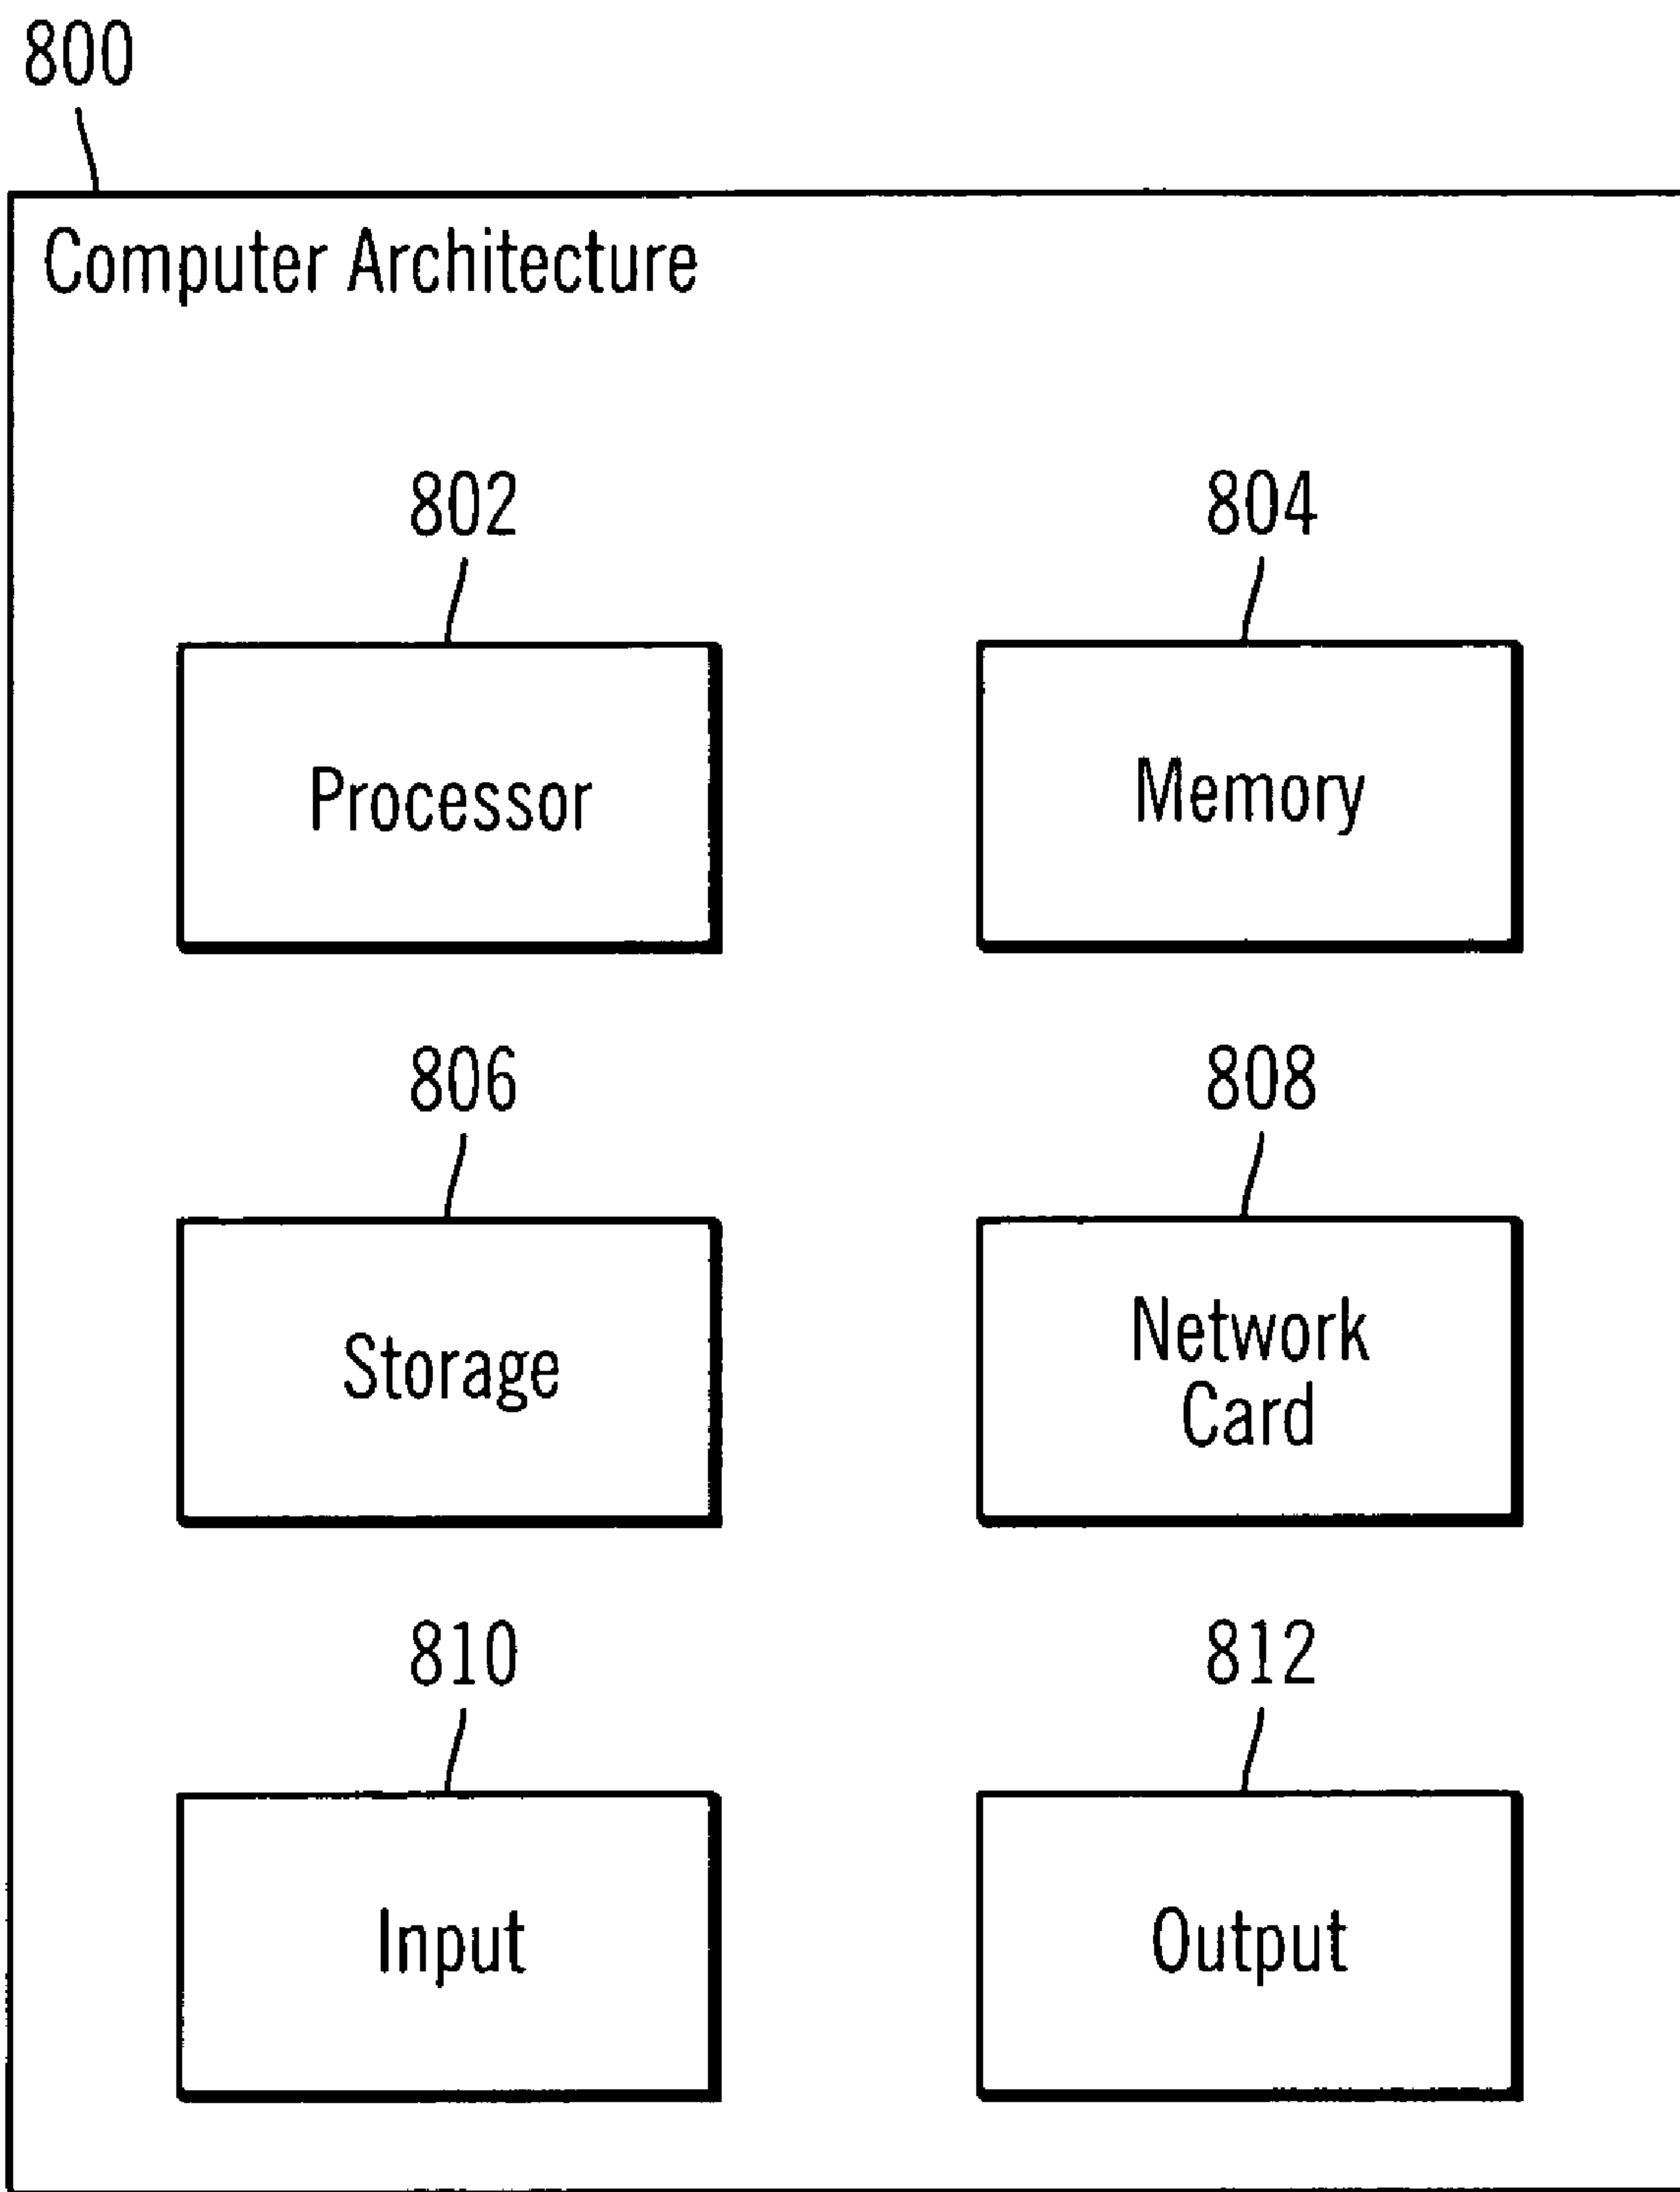 800
Computer Architecture
802
804
Processor
Memory
806
808
Storage
Network
Card
810
812
Input
Output